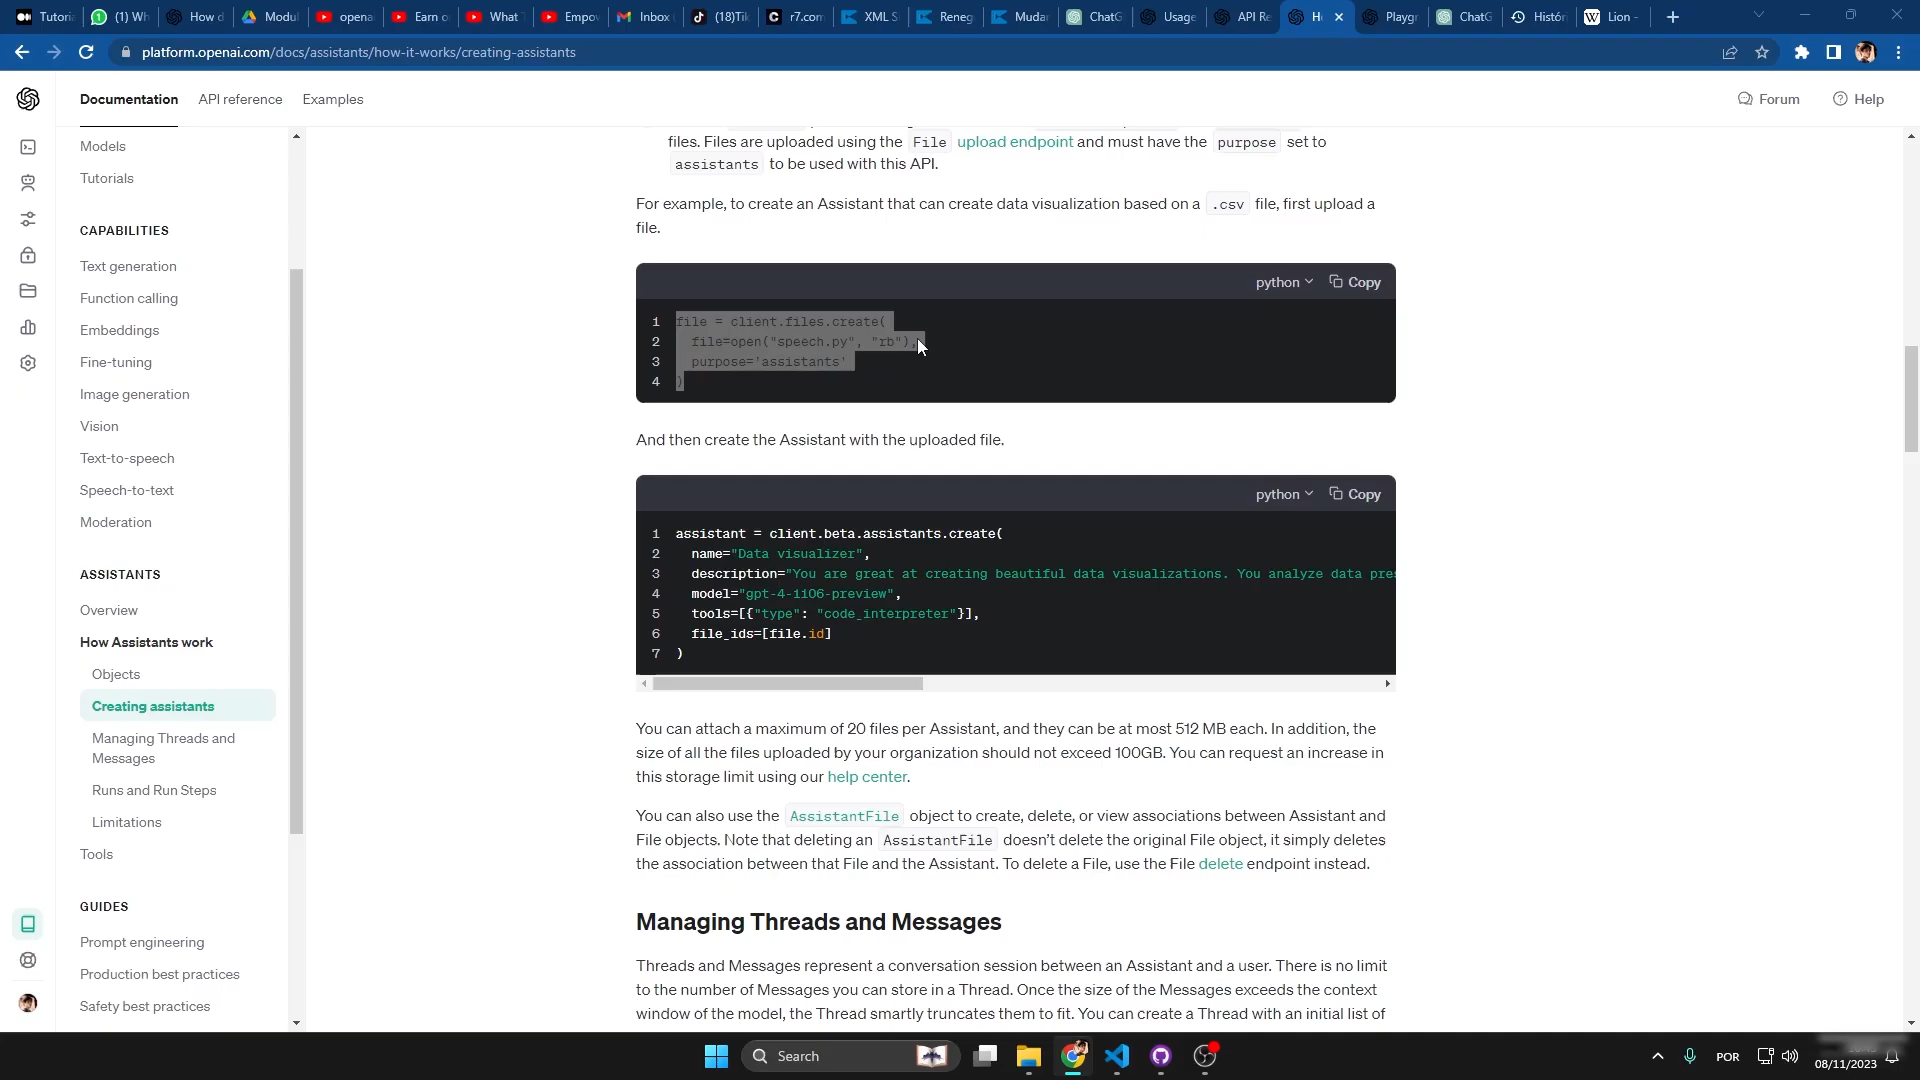 Tutoria
(1) Wh
How d
Modul
opena
Earn o
What
Empov
Inbox
(18)Tik
r7.com
XML S
Reneg
Mudar
ChatG
Usage
API Re
H
Playgr
ChatG
Históri
Lion -
platform.openai.com/docs/assistants/how-it-works/creating-assistants
Documentation
API reference
Examples
Forum
Help
Models
Tutorials
CAPABILITIES
Text generation
Function calling
Embeddings
Fine-tuning
Image generation
Vision
Text-to-speech
Speech-to-text
Moderation
ASSISTANTS
Overview
How Assistants work
Objects
Creating assistants
Managing Threads and
Messages
Runs and Run Steps
Limitations
Tools
GUIDES
Prompt engineering
Production best practices
Safety best practices
files. Files are uploaded using the File upload endpoint and must have the purpose set to
assistants to be used with this API.
For example, to create an Assistant that can create data visualization based on a .csv file, first upload a
file.
python Copy
1 file = client.files.create(
2 file=open("speech.py", "rb"),
3 purpose='assistants'
4 )
And then create the Assistant with the uploaded file.
python Copy
1 assistant = client.beta.assistants.create(
2 name="Data visualizer",
3 description="You are great at creating beautiful data visualizations. You analyze data pres
4 model="gpt-4-1106-preview",
5 tools=[{"type": "code_interpreter"}],
6 file_ids=[file.id]
7 )
You can attach a maximum of 20 files per Assistant, and they can be at most 512 MB each. In addition, the
size of all the files uploaded by your organization should not exceed 100GB. You can request an increase in
this storage limit using our help center.
You can also use the AssistantFile object to create, delete, or view associations between Assistant and
File objects. Note that deleting an AssistantFile doesn’t delete the original File object, it simply deletes
the association between that File and the Assistant. To delete a File, use the File delete endpoint instead.
Managing Threads and Messages
Threads and Messages represent a conversation session between an Assistant and a user. There is no limit
to the number of Messages you can store in a Thread. Once the size of the Messages exceeds the context
window of the model, the Thread smartly truncates them to fit. You can create a Thread with an initial list of
Search
POR
08/11/2023